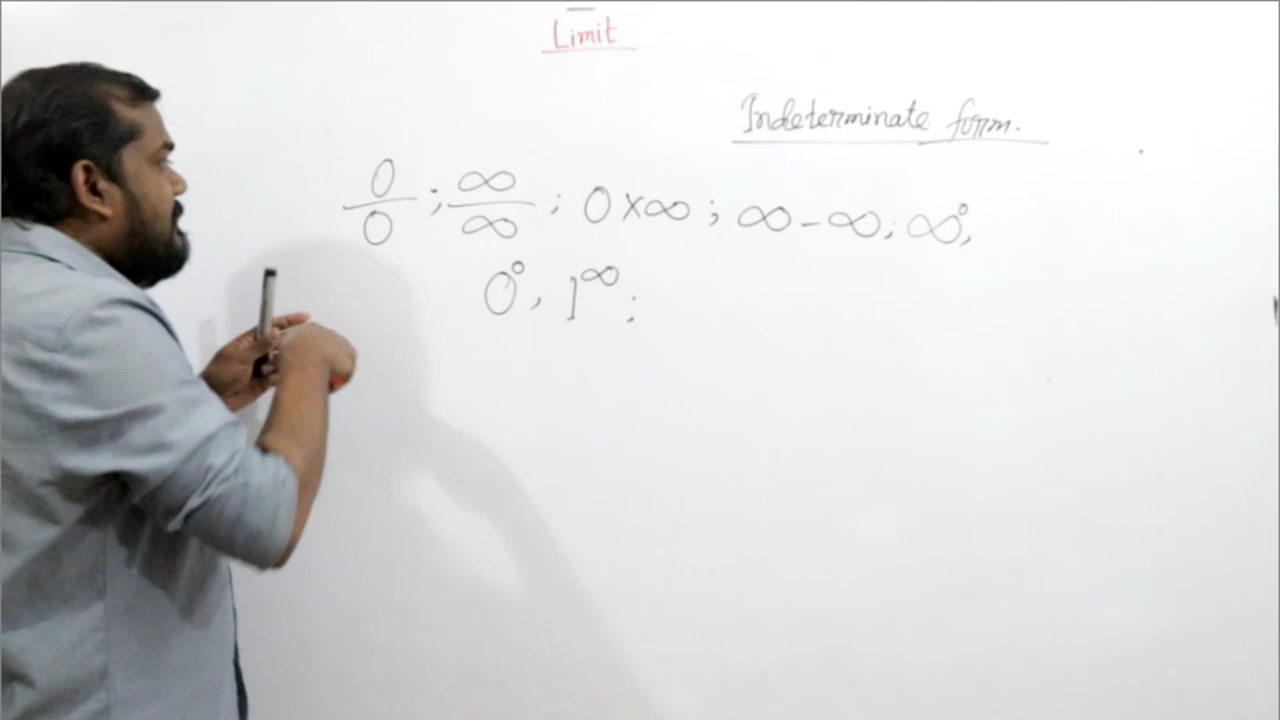 Limit
Indeterminate form.
0/0 ; ∞/∞ ; 0×∞ ; ∞-∞ ; ∞⁰,
0⁰, 1^∞ ;